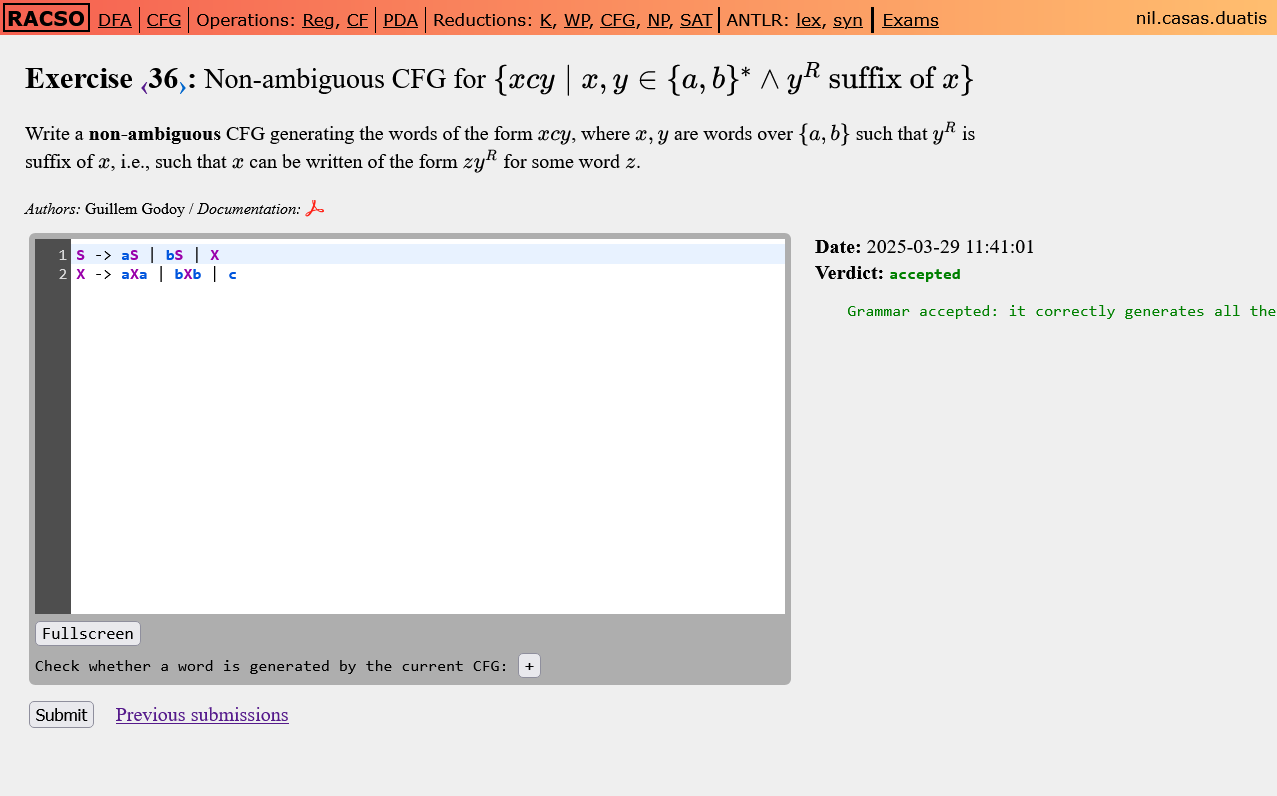 RACSO DFA CFG Operations: Reg, CF PDA Reductions: K, WP, CFG, NP, SAT ANTLR: lex, syn Exams nil.casas.duatis
Exercise ‹36›: Non-ambiguous CFG for {xcy | x, y ∈ {a, b}* ∧ y^R suffix of x}
Write a non-ambiguous CFG generating the words of the form xcy, where x, y are words over {a, b} such that y^R is
suffix of x, i.e., such that x can be written of the form zy^R for some word z.
Authors: Guillem Godoy / Documentation:
1 S -> aS | bS | X
2 X -> aXa | bXb | c
Fullscreen
Check whether a word is generated by the current CFG: +
Submit Previous submissions
Date: 2025-03-29 11:41:01
Verdict: accepted
Grammar accepted: it correctly generates all the